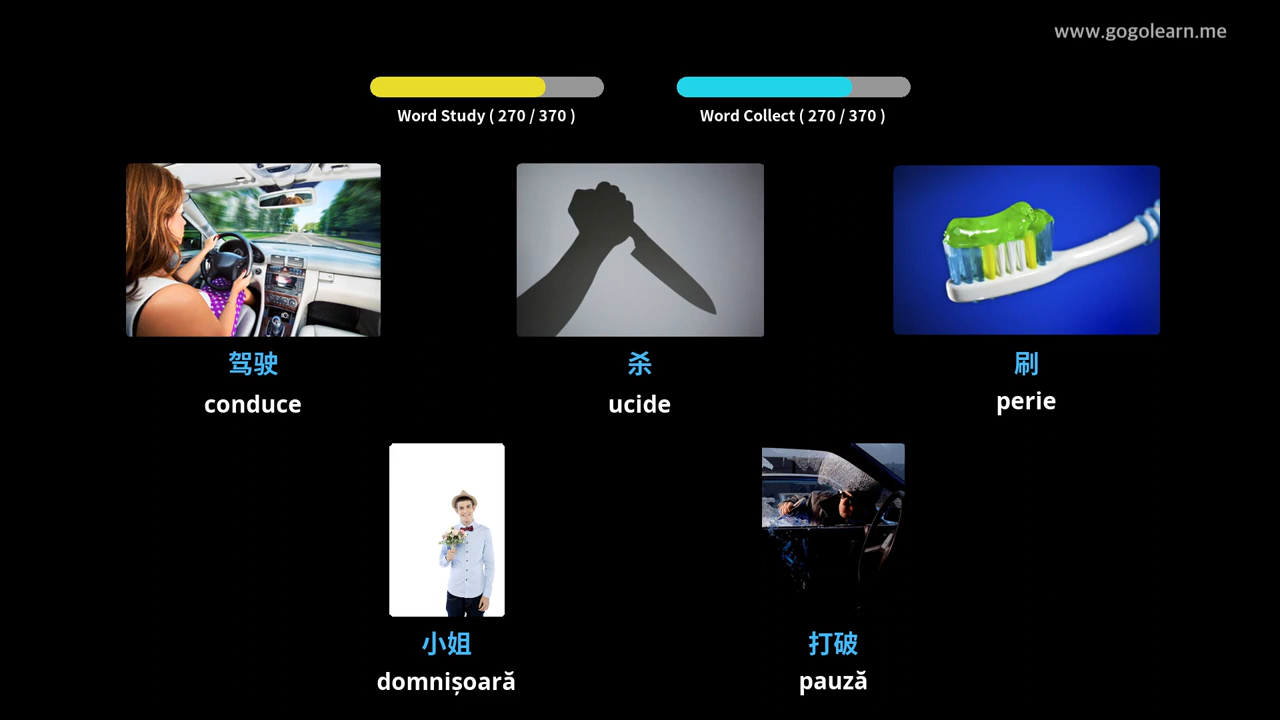 www.gogolearn.me
Word Study ( 270 / 370 )
Word Collect ( 270 / 370 )
驾驶
杀
刷
conduce
ucide
perie
小姐
打破
domnișoară
pauză